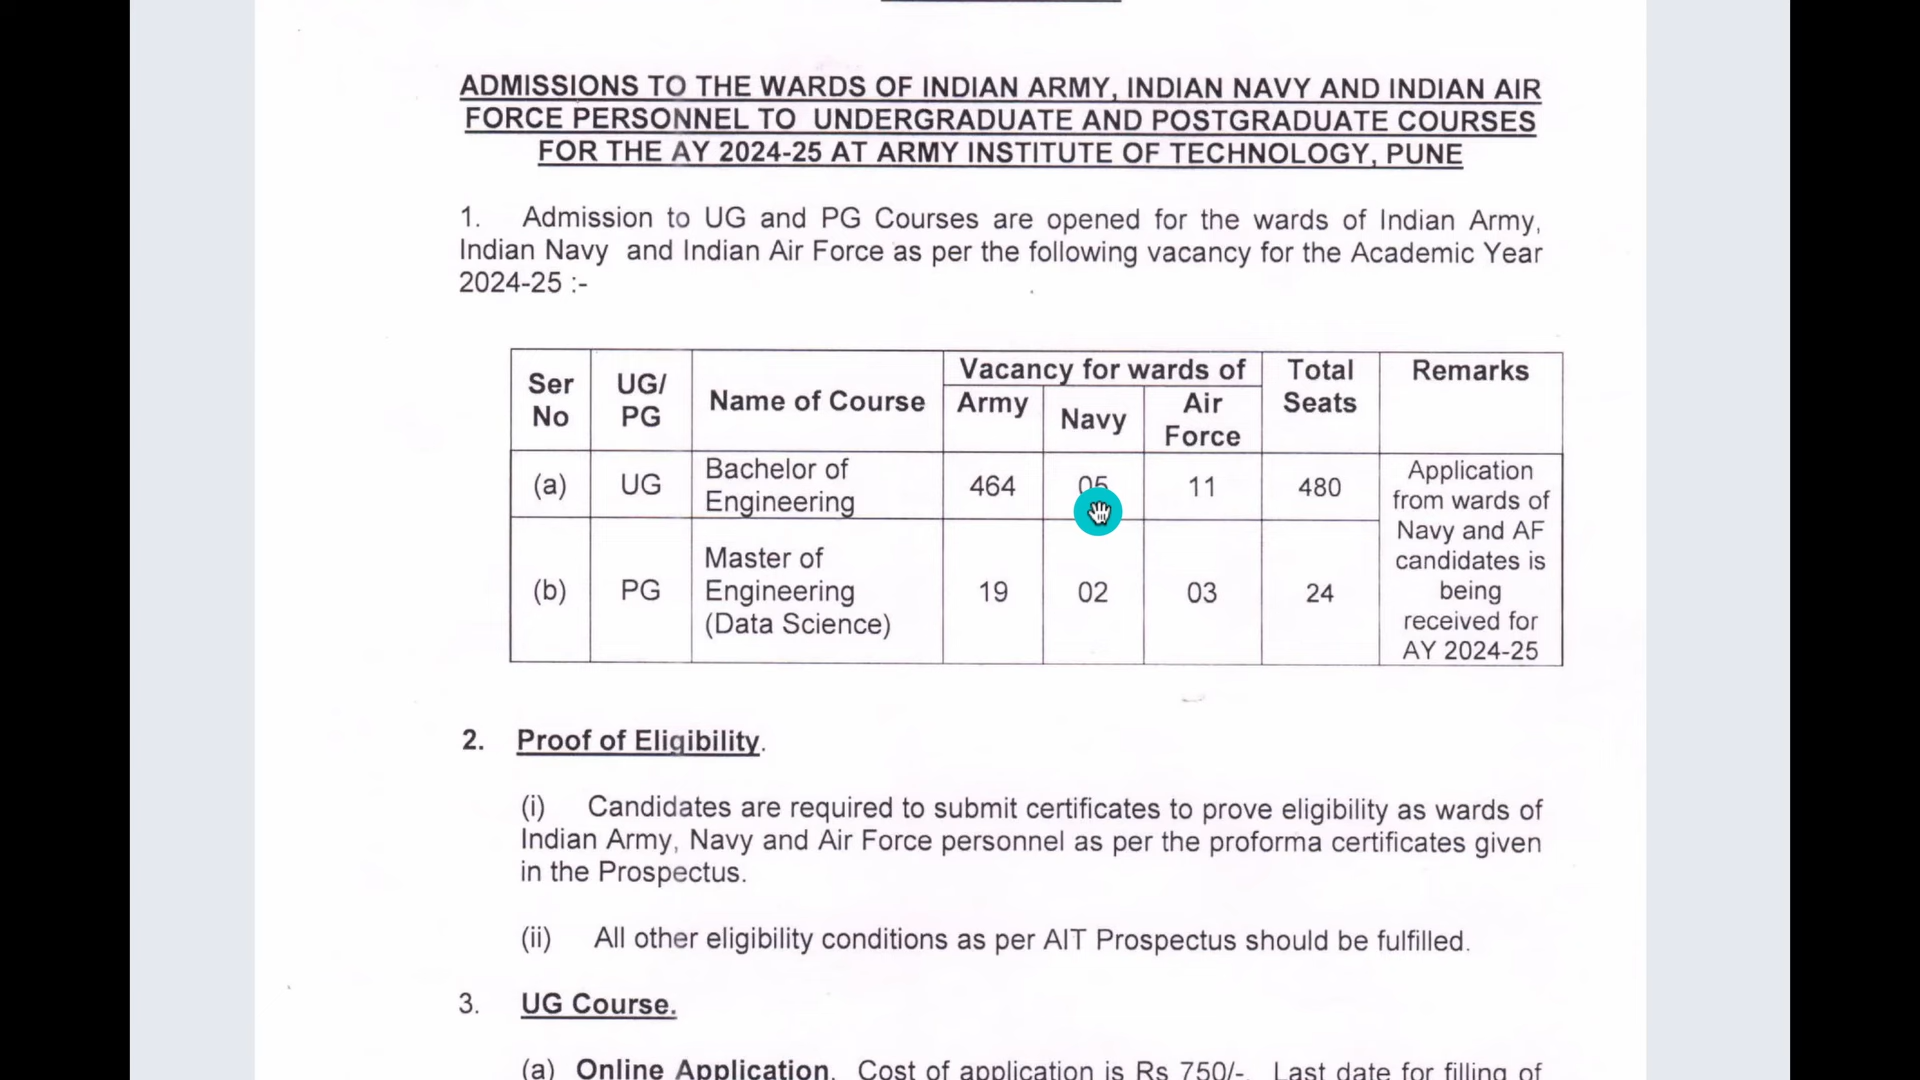 ADMISSIONS TO THE WARDS OF INDIAN ARMY, INDIAN NAVY AND INDIAN AIR
FORCE PERSONNEL TO UNDERGRADUATE AND POSTGRADUATE COURSES
FOR THE AY 2024-25 AT ARMY INSTITUTE OF TECHNOLOGY, PUNE
1. Admission to UG and PG Courses are opened for the wards of Indian Army,
Indian Navy and Indian Air Force as per the following vacancy for the Academic Year
2024-25 :-
Ser No UG/ PG Name of Course Vacancy for wards of Total Seats Remarks
Army Navy Air Force
(a) UG Bachelor of Engineering 464 05 11 480 Application from wards of Navy and AF candidates is being received for AY 2024-25
(b) PG Master of Engineering (Data Science) 19 02 03 24
2. Proof of Eligibility.
(i) Candidates are required to submit certificates to prove eligibility as wards of
Indian Army, Navy and Air Force personnel as per the proforma certificates given
in the Prospectus.
(ii) All other eligibility conditions as per AIT Prospectus should be fulfilled.
3. UG Course.
(a) Online Application. Cost of application is Rs 750/-. Last date for filling of